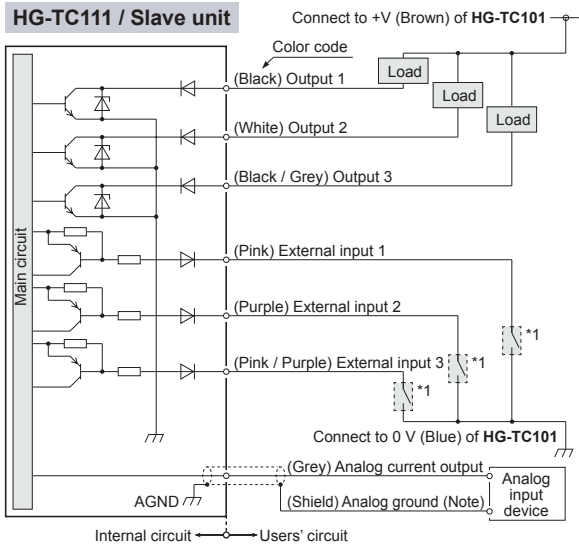 HG-TC111 / Slave unit
Connect to +V (Brown) of HG-TC101
Color code
(Black) Output 1
Load
(White) Output 2
Load
(Black / Grey) Output 3
Load
Main circuit
(Pink) External input 1
(Purple) External input 2
*1
(Pink / Purple) External input 3
*1
*1
Connect to 0 V (Blue) of HG-TC101
(Grey) Analog current output
AGND
(Shield) Analog ground (Note)
Analog
input
device
Internal circuit
Users' circuit